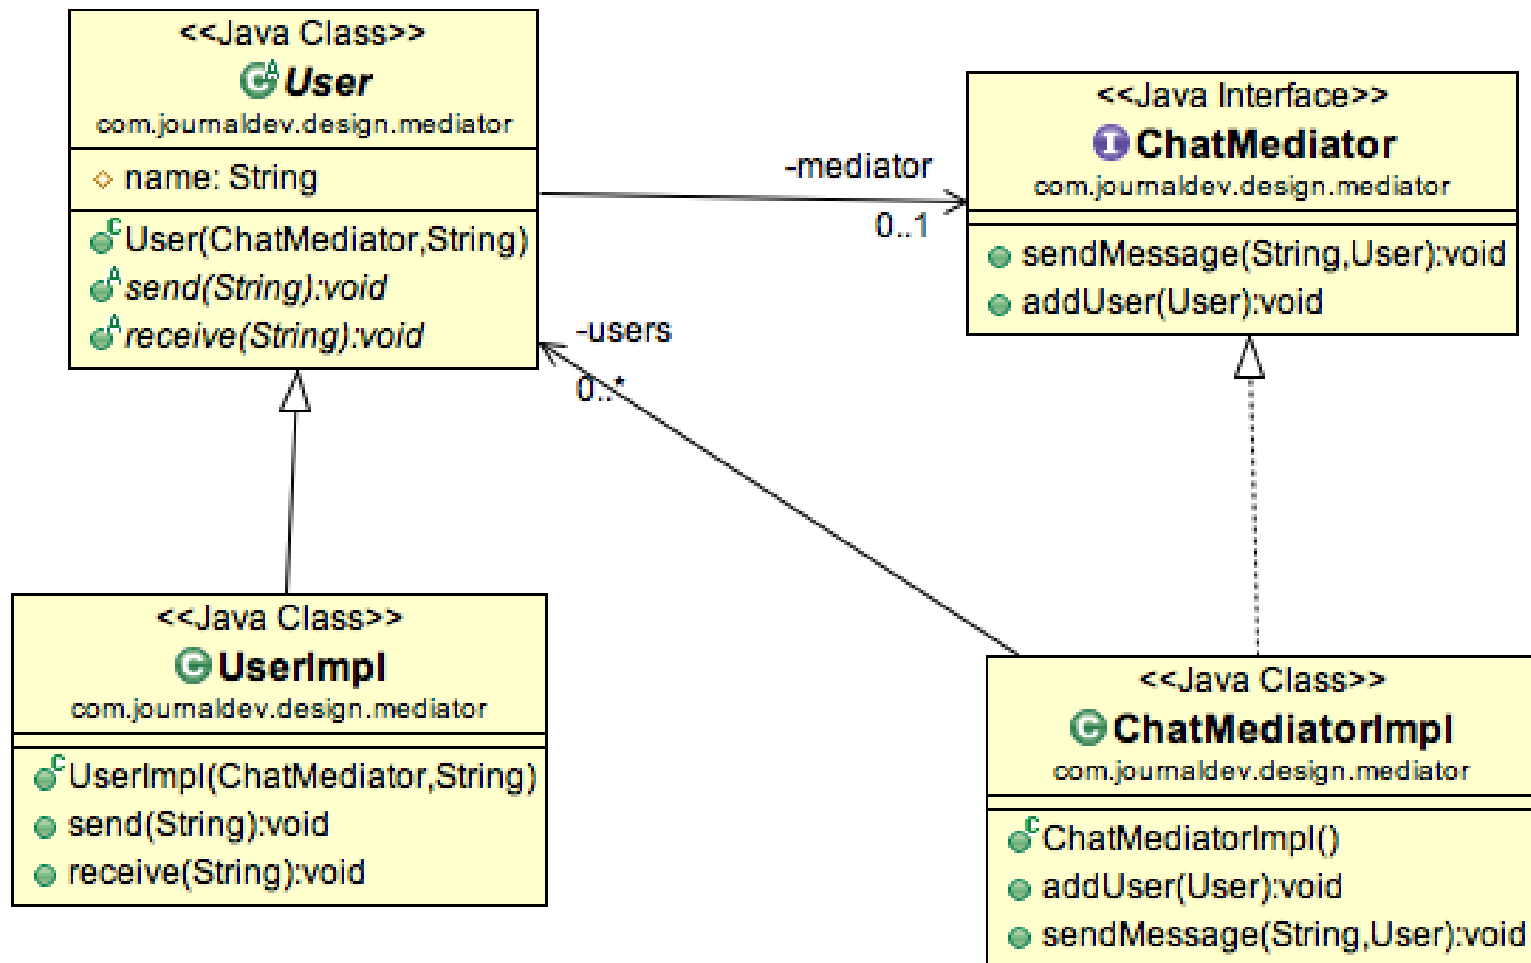 <<Java Class>>
User
com.journaldev.design.mediator
name: String
User(ChatMediator,String)
send(String):void
receive(String):void
-mediator
0..1
<<Java Interface>>
ChatMediator
com.journaldev.design.mediator
sendMessage(String,User):void
addUser(User):void
-users
0..*
<<Java Class>>
UserImpl
com.journaldev.design.mediator
UserImpl(ChatMediator,String)
send(String):void
receive(String):void
<<Java Class>>
ChatMediatorImpl
com.journaldev.design.mediator
ChatMediatorImpl()
addUser(User):void
sendMessage(String,User):void